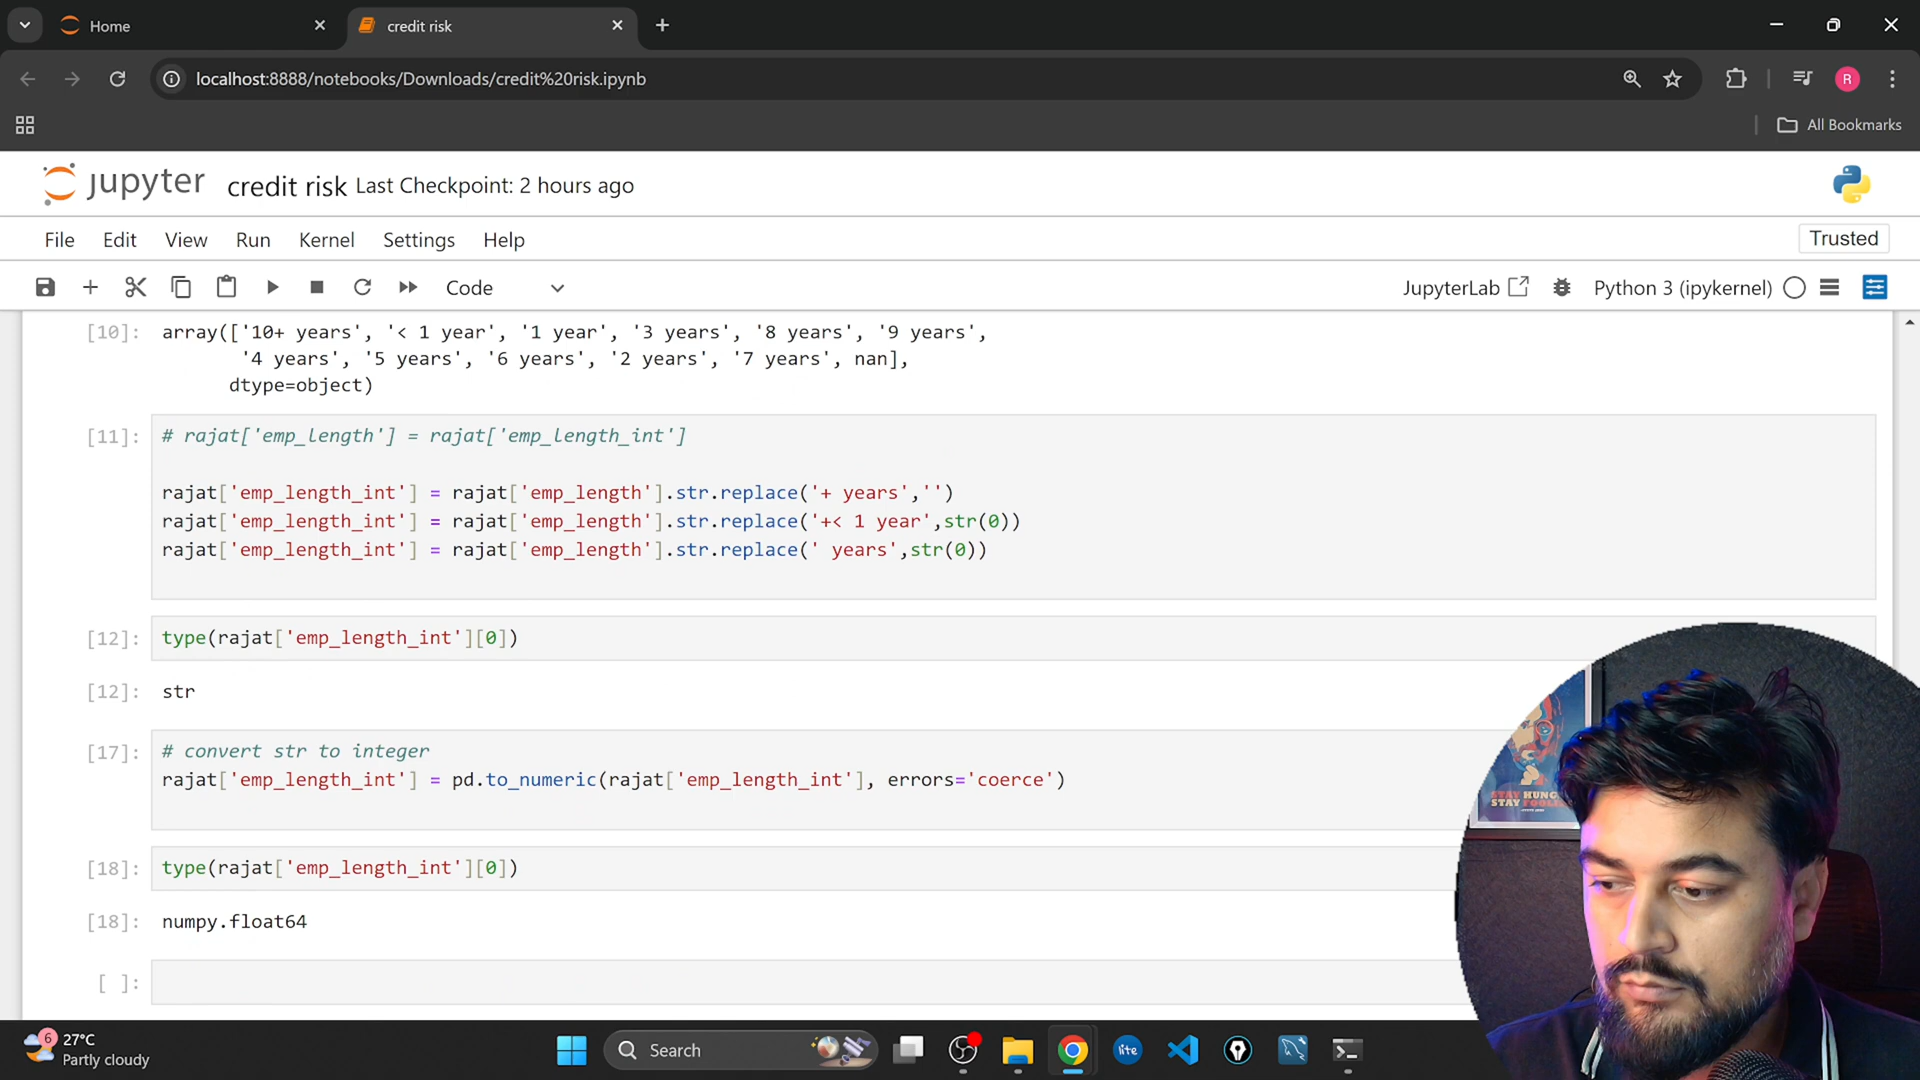 Home
credit risk
localhost:8888/notebooks/Downloads/credit%20risk.ipynb
R
All Bookmarks
jupyter credit risk Last Checkpoint: 2 hours ago
File Edit View Run Kernel Settings Help
Trusted
Code
JupyterLab
Python 3 (ipykernel)
[10]: array(['10+ years', '< 1 year', '1 year', '3 years', '8 years', '9 years',
'4 years', '5 years', '6 years', '2 years', '7 years', nan],
dtype=object)
[11]: # rajat['emp_length'] = rajat['emp_length_int']
rajat['emp_length_int'] = rajat['emp_length'].str.replace('+ years','')
rajat['emp_length_int'] = rajat['emp_length'].str.replace('+< 1 year',str(0))
rajat['emp_length_int'] = rajat['emp_length'].str.replace(' years',str(0))
[12]: type(rajat['emp_length_int'][0])
[12]: str
[17]: # convert str to integer
rajat['emp_length_int'] = pd.to_numeric(rajat['emp_length_int'], errors='coerce')
[18]: type(rajat['emp_length_int'][0])
[18]: numpy.float64
[ ]:
STAY HUNG
STAY FOOL
6
27°C
Partly cloudy
Search
lite